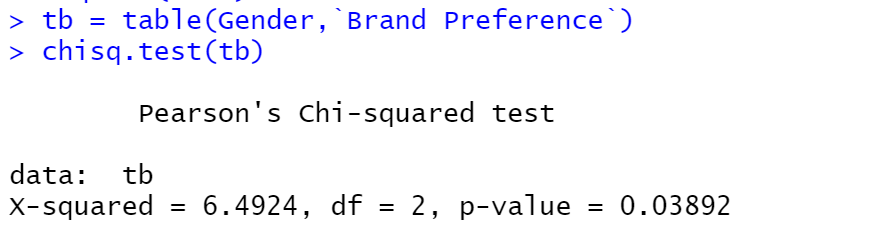 > tb = table(Gender,`Brand Preference`)
> chisq.test(tb)
Pearson's Chi-squared test
data:  tb
X-squared = 6.4924, df = 2, p-value = 0.03892